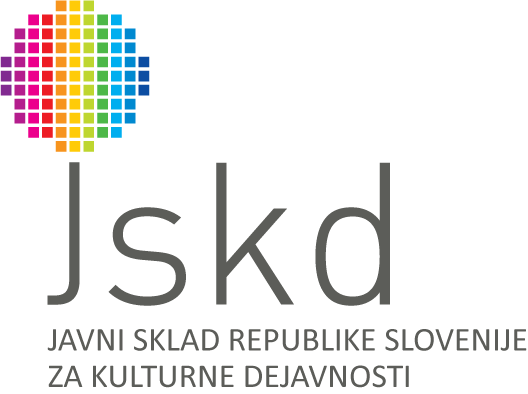 Jskd
JAVNI SKLAD REPUBLIKE SLOVENIJE
ZA KULTURNE DEJAVNOSTI